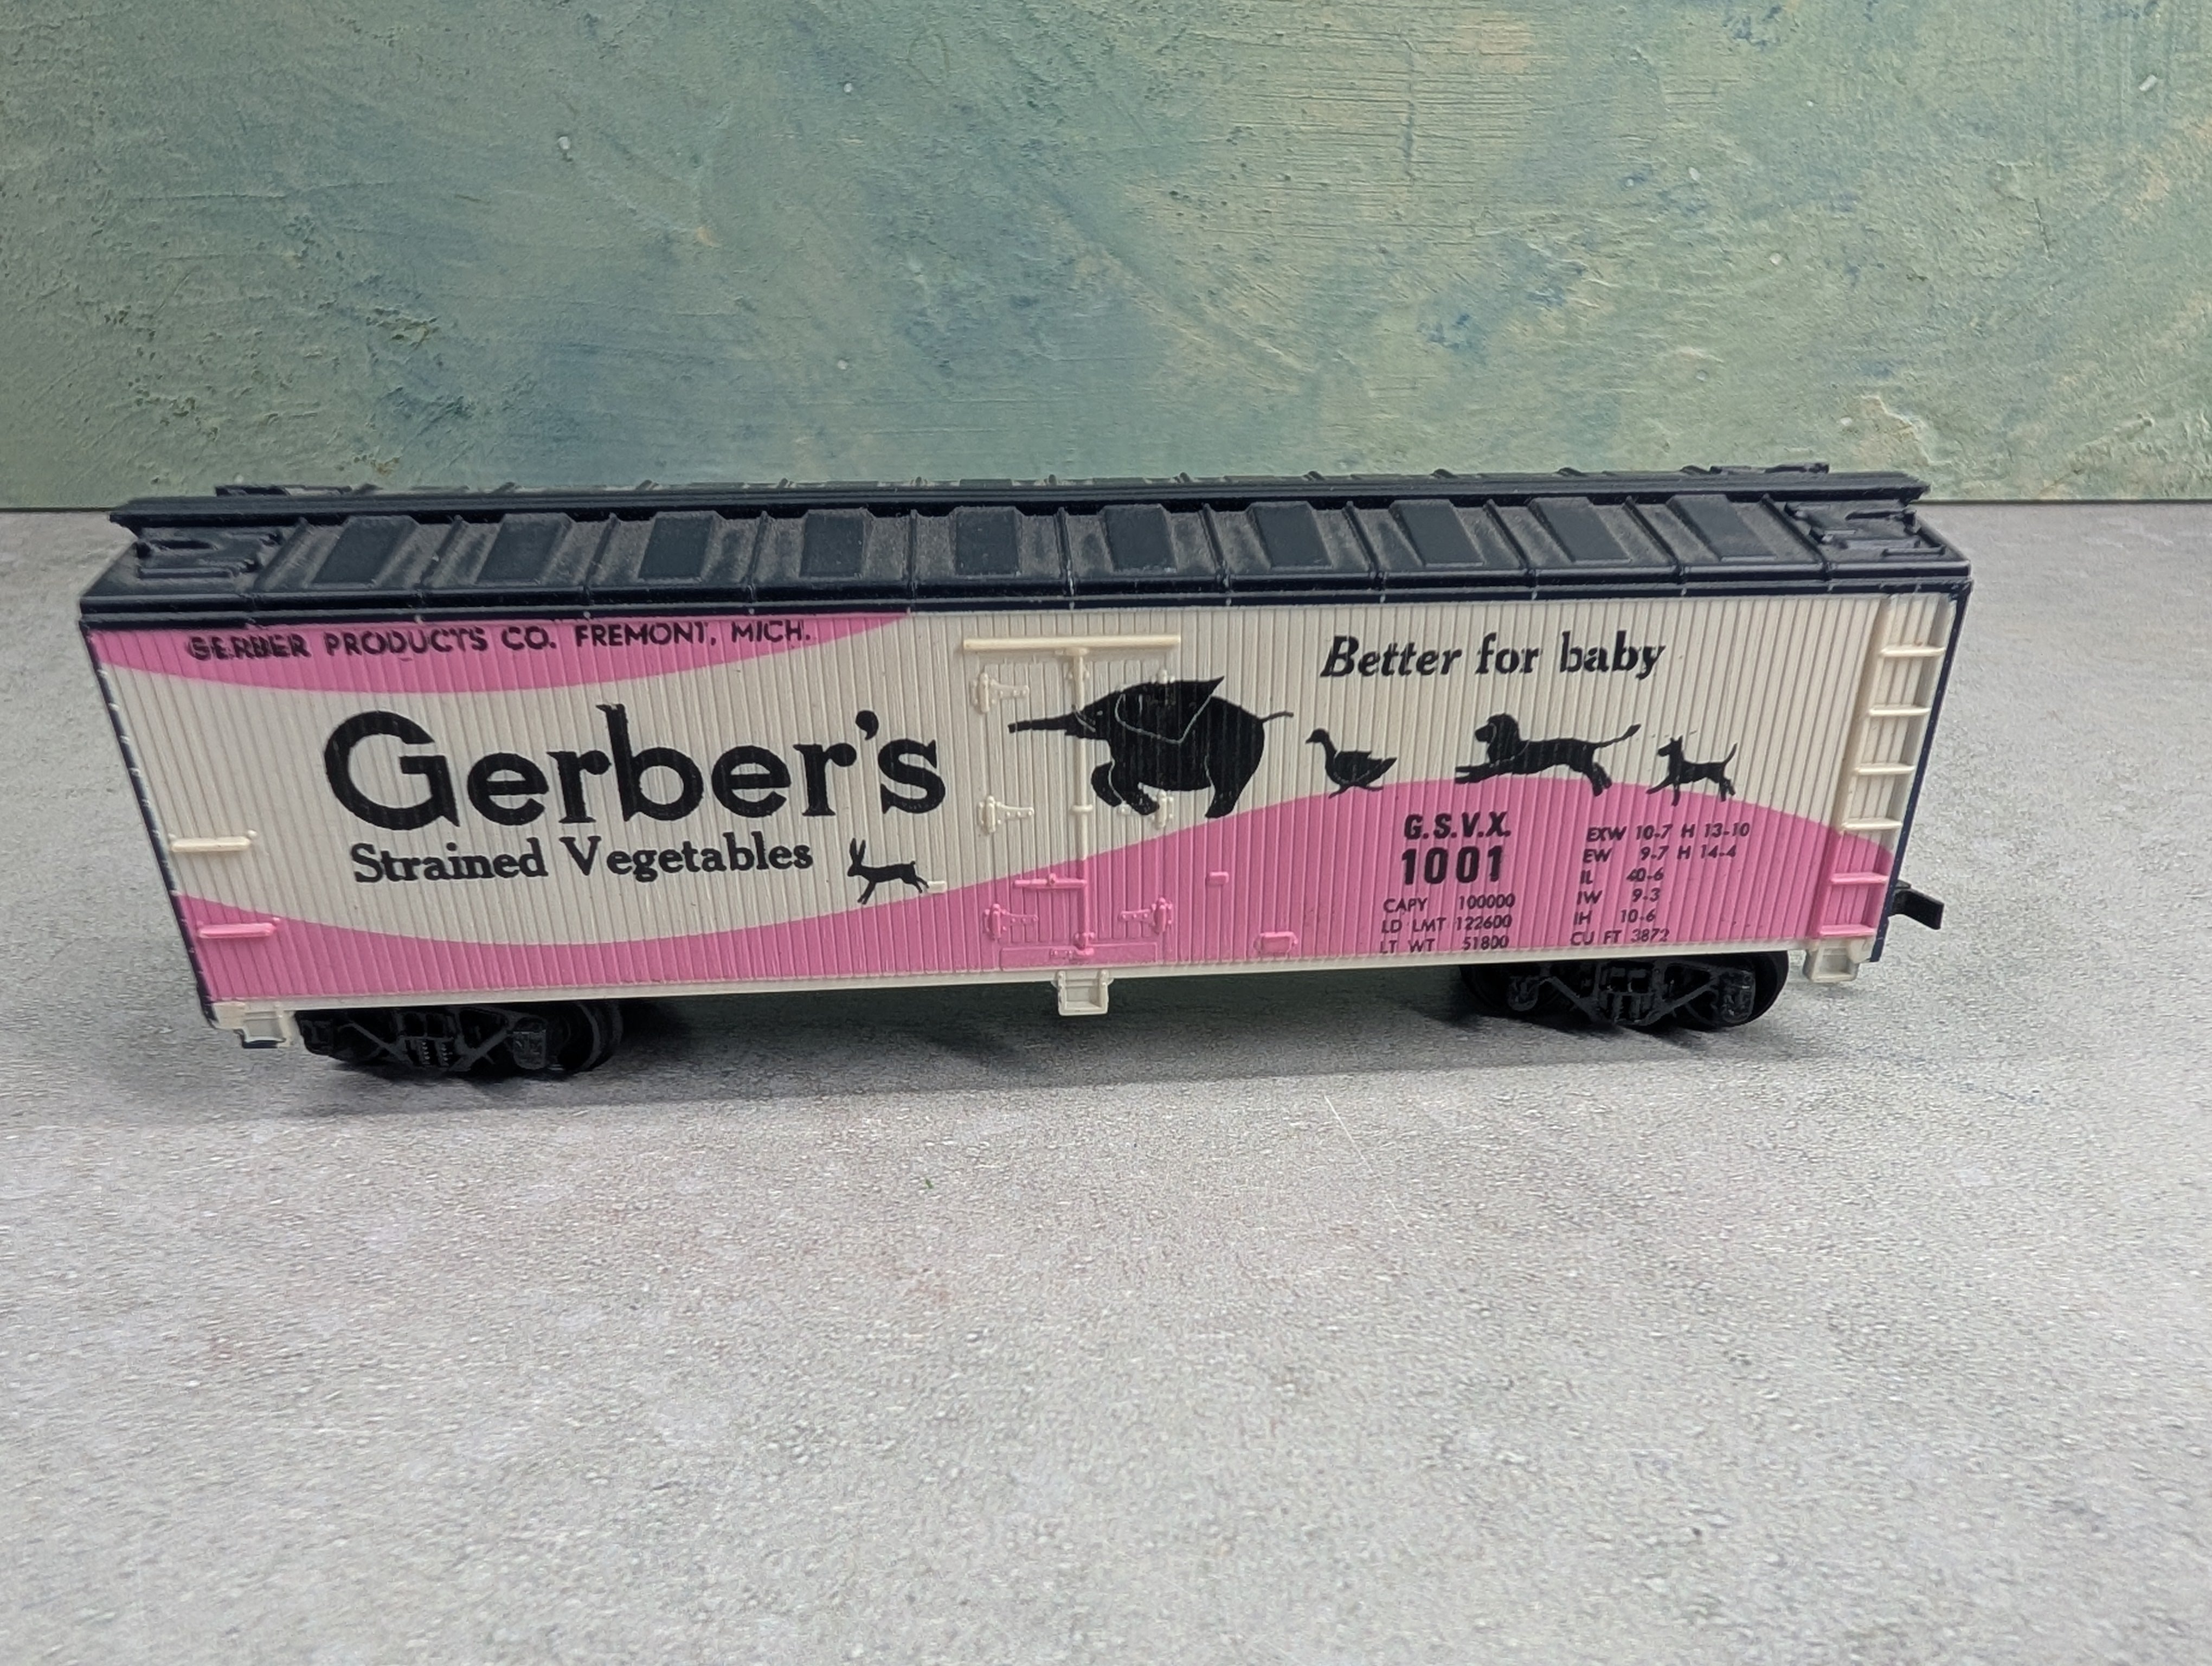 GERBER PRODUCTS CO. FREMONT, MICH.
Gerber's
Strained Vegetables
Better for baby
G.S.V.X.
1001
CAPY 100000
LD LMT 122600
LT WT 51800
EXW 10-7 H 13-10
EW 9-7 H 14-4
IL 40-6
IW 9-3
IH 10-6
CU FT 3872